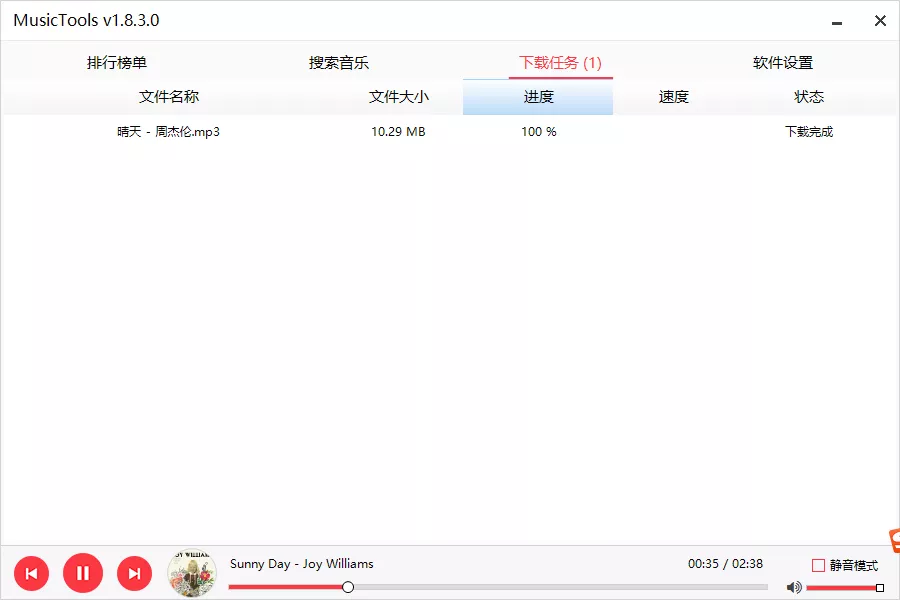 MusicTools v1.8.3.0
排行榜单 搜索音乐 下载任务 (1) 软件设置
文件名称 文件大小 进度 速度 状态
晴天 - 周杰伦.mp3 10.29 MB 100 % 下载完成
JOY WILLIAMS
Sunny Day - Joy Williams 00:35 / 02:38 静音模式